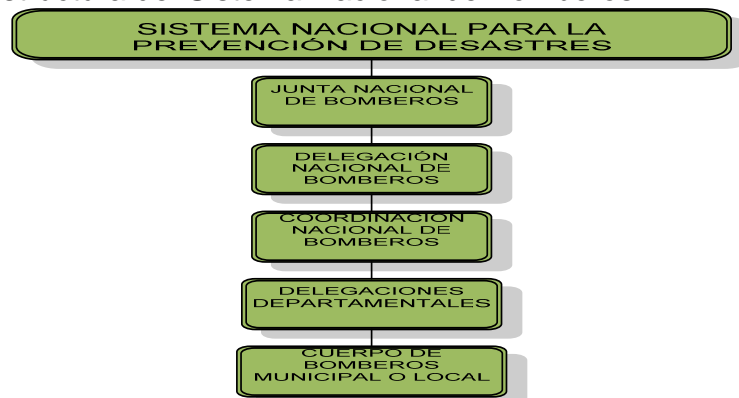 SISTEMA NACIONAL PARA LA
PREVENCIÓN DE DESASTRES
JUNTA NACIONAL
DE BOMBEROS
DELEGACIÓN
NACIONAL DE
BOMBEROS
COORDINACIÓN
NACIONAL DE
BOMBEROS
DELEGACIONES
DEPARTAMENTALES
CUERPO DE
BOMBEROS
MUNICIPAL O LOCAL